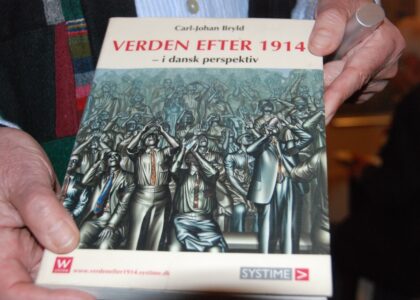 Carl-Johan Bryld
VERDEN EFTER 1914
– i dansk perspektiv
W
www.verdenefter1914.systime.dk
SYSTIME